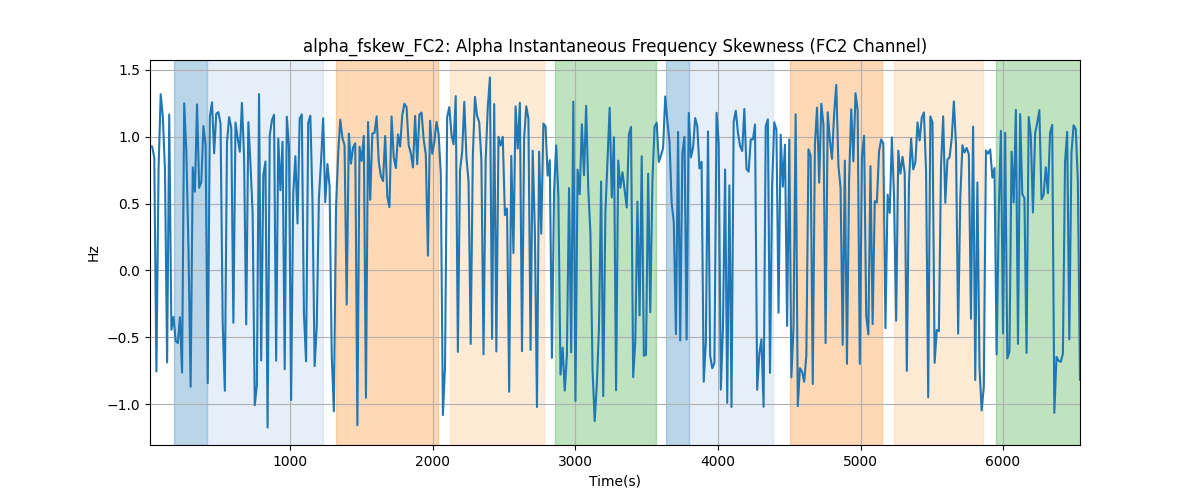 alpha_fskew_FC2: Alpha Instantaneous Frequency Skewness (FC2 Channel)
1.5
1.0
0.5
0.0
−0.5
−1.0
Hz
1000 2000 3000 4000 5000 6000
Time(s)